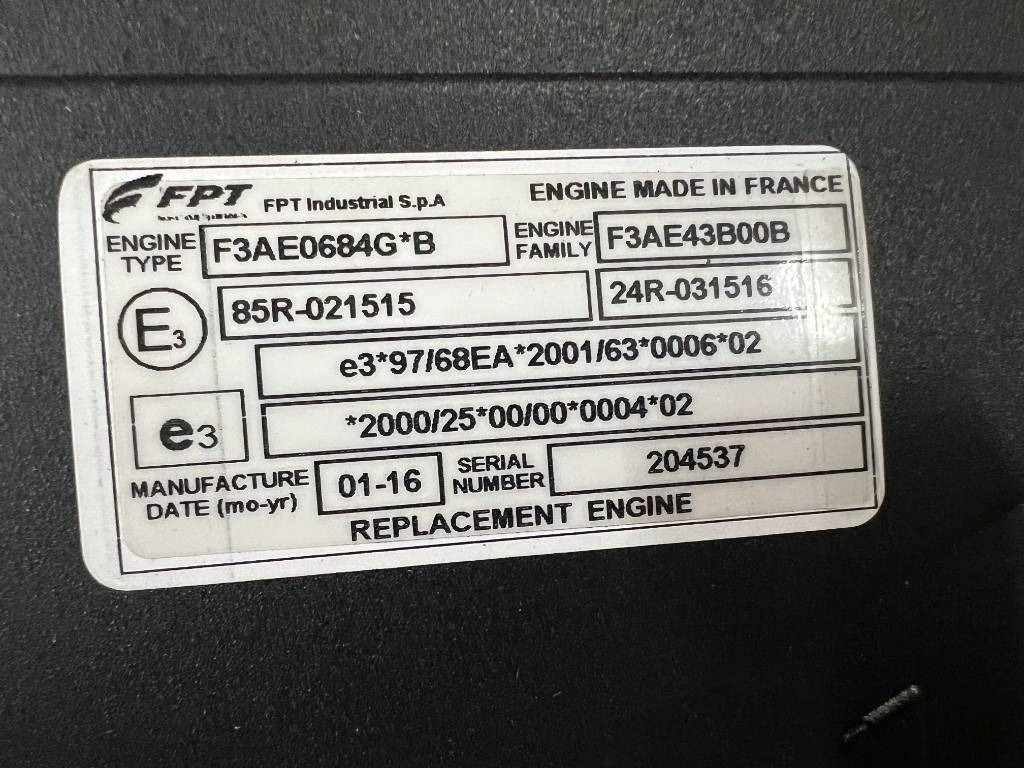 FPT FPT Industrial S.p.A ENGINE MADE IN FRANCE
ENGINE TYPE F3AE0684G*B ENGINE FAMILY F3AE43B00B
E3 85R-021515 24R-031516
e3*97/68EA*2001/63*0006*02
e3 *2000/25*00/00*0004*02
MANUFACTURE DATE (mo-yr) 01-16 SERIAL NUMBER 204537
REPLACEMENT ENGINE